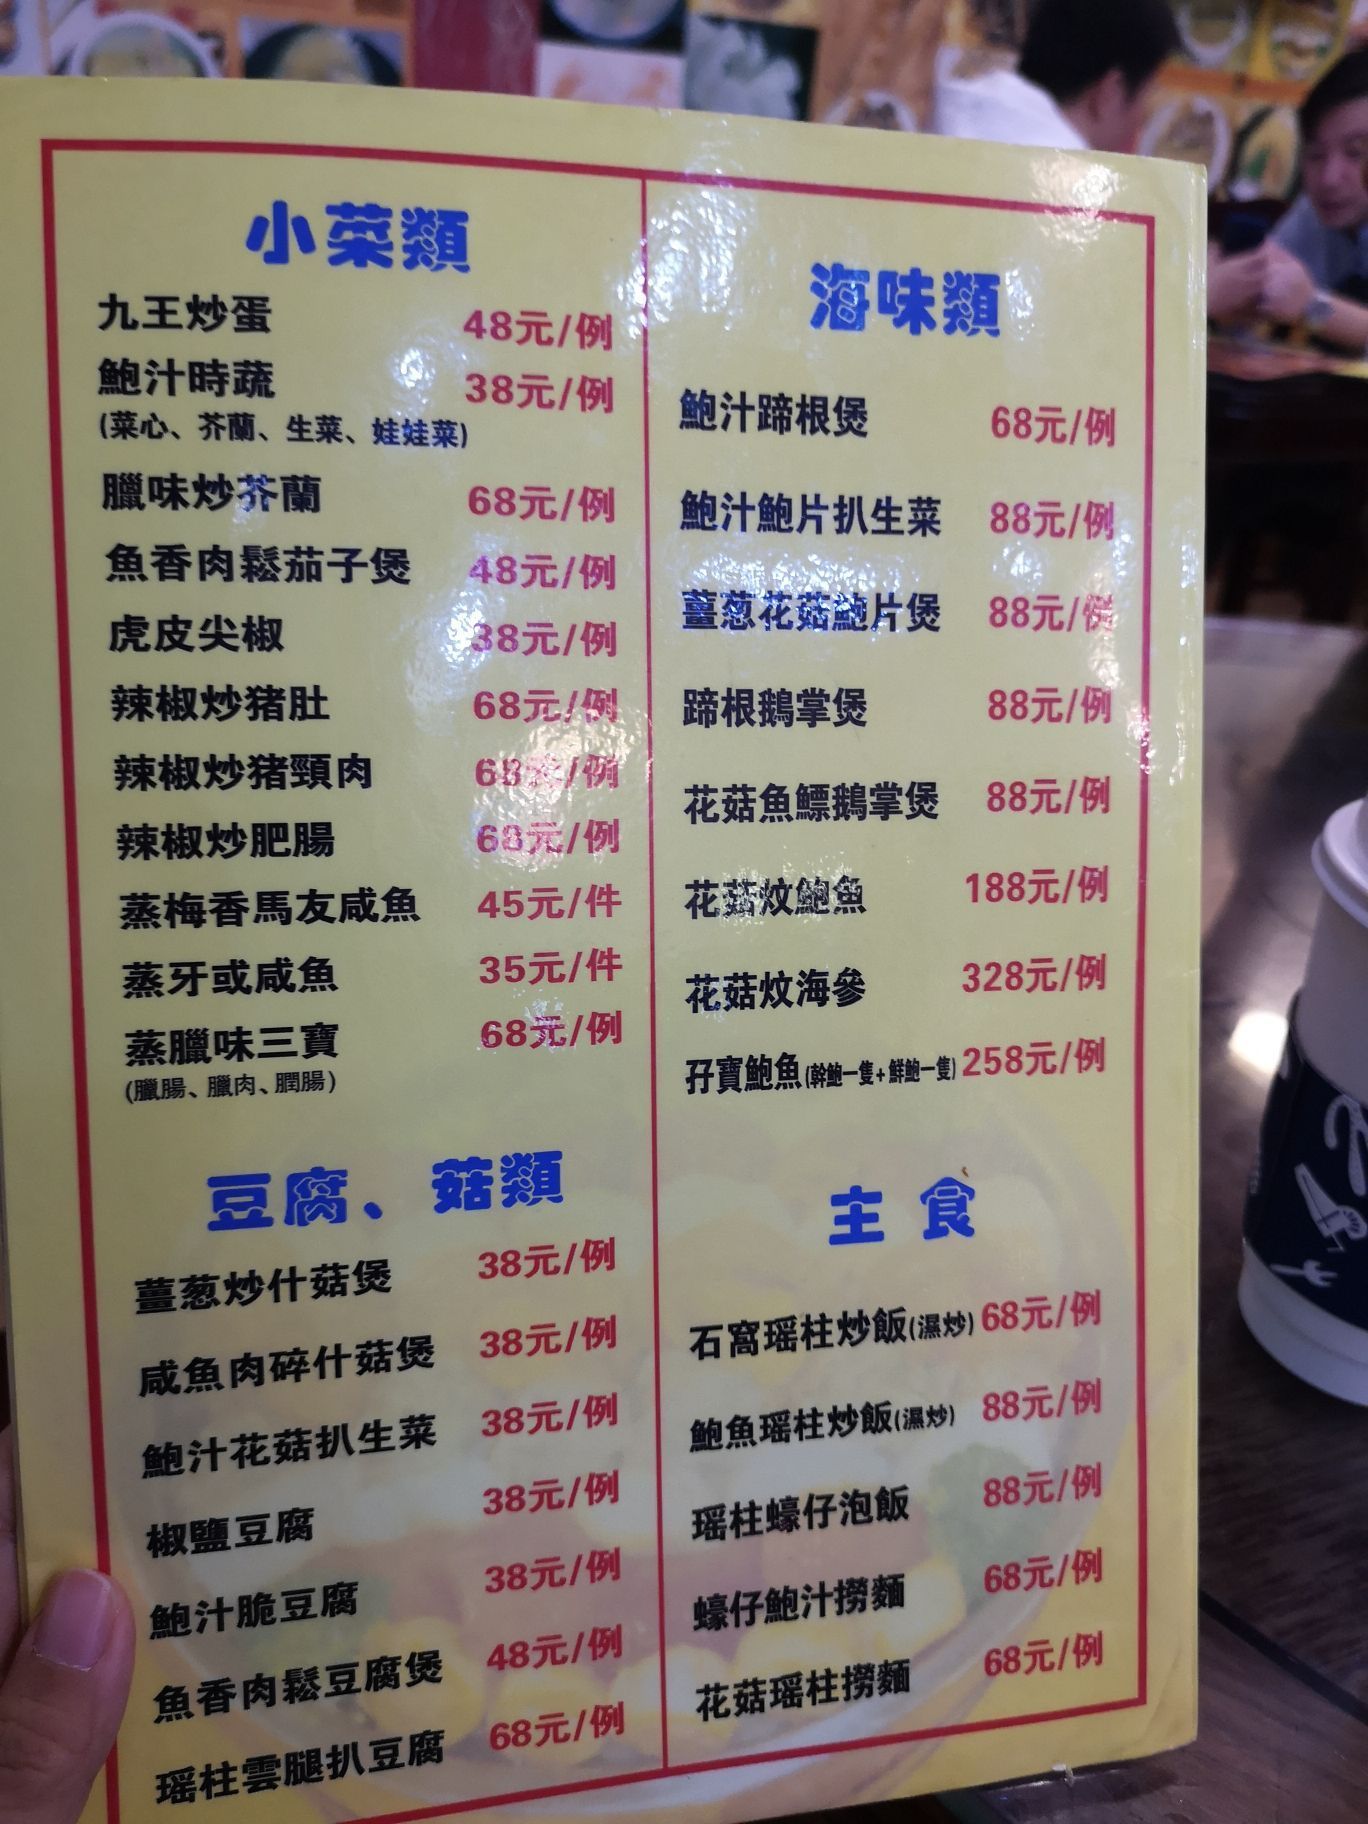 小菜類
九王炒蛋 48元/例
鮑汁時蔬 38元/例
(菜心、芥蘭、生菜、娃娃菜)
臘味炒芥蘭 68元/例
魚香肉鬆茄子煲 48元/例
虎皮尖椒 38元/例
辣椒炒猪肚 68元/例
辣椒炒猪頸肉 68元/例
辣椒炒肥腸 68元/例
蒸梅香馬友咸魚 45元/件
蒸牙或咸魚 35元/件
蒸臘味三寶 68元/例
(臘腸、臘肉、膶腸)
豆腐、菇類
薑葱炒什菇煲 38元/例
咸魚肉碎什菇煲 38元/例
鮑汁花菇扒生菜 38元/例
椒鹽豆腐 38元/例
鮑汁脆豆腐 38元/例
魚香肉鬆豆腐煲 48元/例
瑶柱雲腿扒豆腐 68元/例
海味類
鮑汁蹄根煲 68元/例
鮑汁鮑片扒生菜 88元/例
薑葱花菇鮑片煲 88元/例
蹄根鵝掌煲 88元/例
花菇魚鰾鵝掌煲 88元/例
花菇炆鮑魚 188元/例
花菇炆海參 328元/例
孖寶鮑魚(幹鮑一隻+鮮鮑一隻) 258元/例
主食
石窩瑶柱炒飯(濕炒) 68元/例
鮑魚瑶柱炒飯(濕炒) 88元/例
瑶柱蠔仔泡飯 88元/例
蠔仔鮑汁撈麵 68元/例
花菇瑶柱撈麵 68元/例